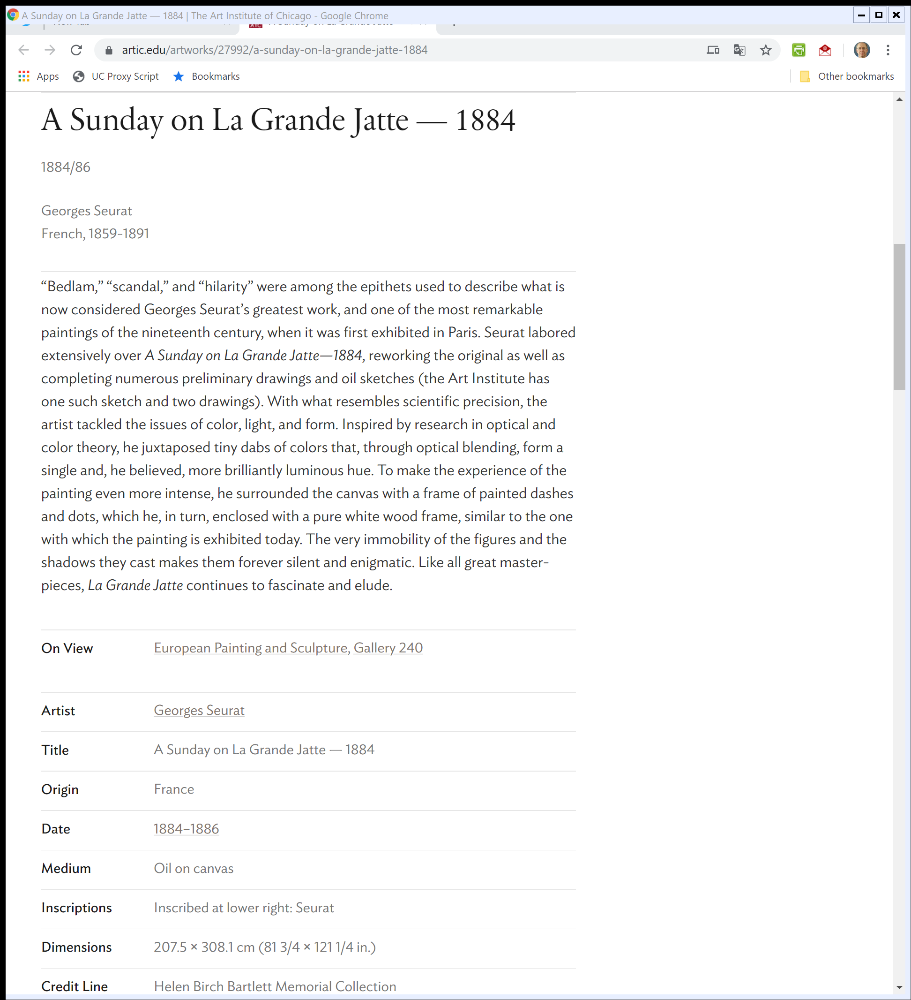 A Sunday on La Grande Jatte — 1884 | The Art Institute of Chicago - Google Chrome
artic.edu/artworks/27992/a-sunday-on-la-grande-jatte-1884
Apps UC Proxy Script Bookmarks Other bookmarks
A Sunday on La Grande Jatte — 1884
1884/86
Georges Seurat
French, 1859-1891
“Bedlam,” “scandal,” and “hilarity” were among the epithets used to describe what is
now considered Georges Seurat’s greatest work, and one of the most remarkable
paintings of the nineteenth century, when it was first exhibited in Paris. Seurat labored
extensively over A Sunday on La Grande Jatte—1884, reworking the original as well as
completing numerous preliminary drawings and oil sketches (the Art Institute has
one such sketch and two drawings). With what resembles scientific precision, the
artist tackled the issues of color, light, and form. Inspired by research in optical and
color theory, he juxtaposed tiny dabs of colors that, through optical blending, form a
single and, he believed, more brilliantly luminous hue. To make the experience of the
painting even more intense, he surrounded the canvas with a frame of painted dashes
and dots, which he, in turn, enclosed with a pure white wood frame, similar to the one
with which the painting is exhibited today. The very immobility of the figures and the
shadows they cast makes them forever silent and enigmatic. Like all great master-
pieces, La Grande Jatte continues to fascinate and elude.
On View European Painting and Sculpture, Gallery 240
Artist Georges Seurat
Title A Sunday on La Grande Jatte — 1884
Origin France
Date 1884–1886
Medium Oil on canvas
Inscriptions Inscribed at lower right: Seurat
Dimensions 207.5 × 308.1 cm (81 3/4 × 121 1/4 in.)
Credit Line Helen Birch Bartlett Memorial Collection